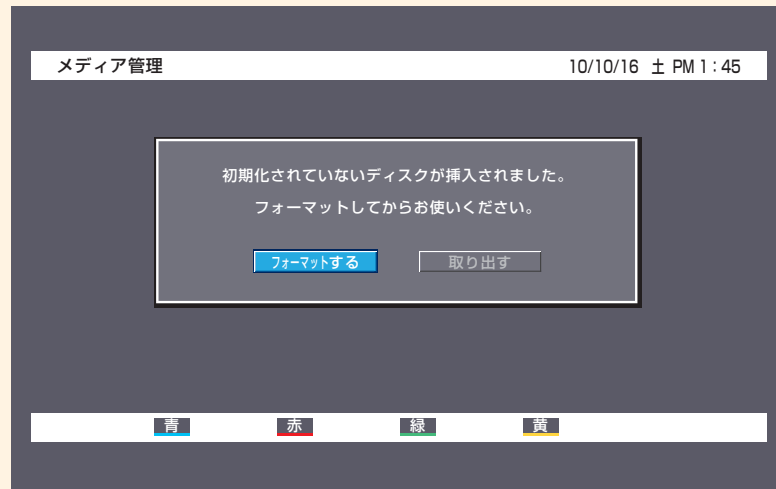 メディア管理 10/10/16 土 PM 1:45
初期化されていないディスクが挿入されました。
フォーマットしてからお使いください。
フォーマットする 取り出す
青 赤 緑 黄